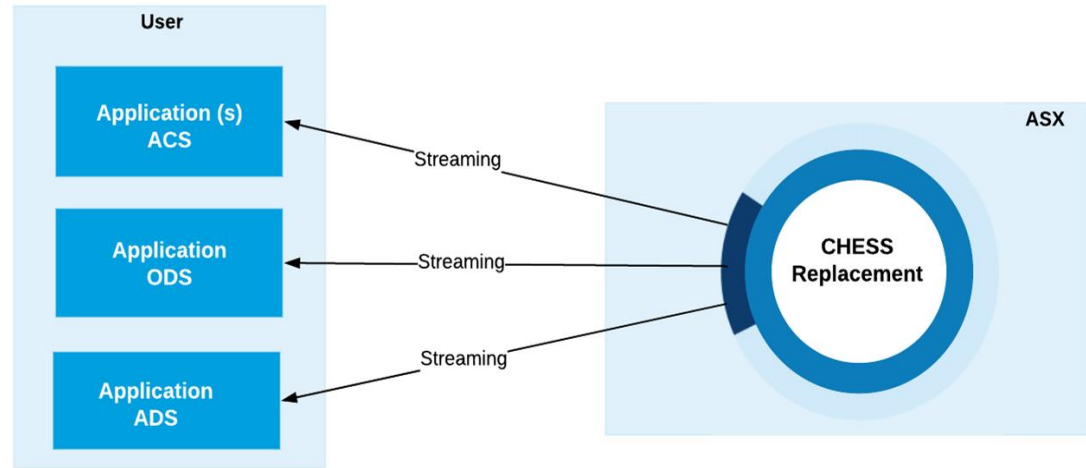 User
Application (s)
ACS
Streaming
Application
ODS
Streaming
Application
ADS
Streaming
ASX
CHESS
Replacement